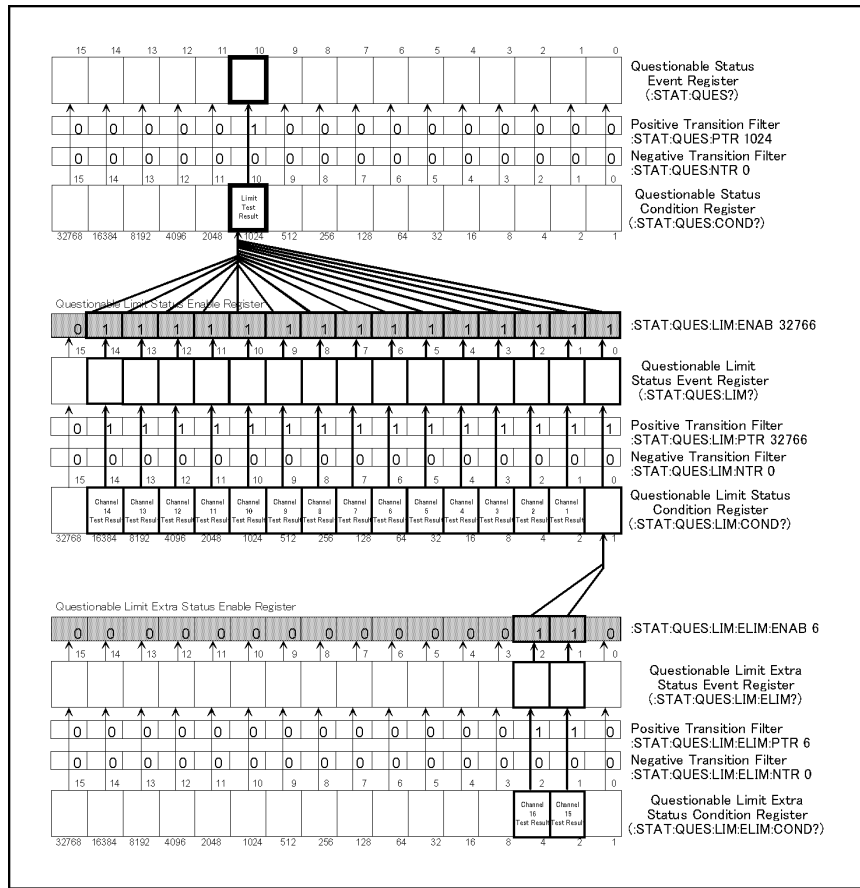 15 14 13 12 11 10 9 8 7 6 5 4 3 2 1 0
Questionable Status
Event Register
(:STAT:QUES?)
0 0 0 0 0 1 0 0 0 0 0 0 0 0 0 0
Positive Transition Filter
:STAT:QUES:PTR 1024
0 0 0 0 0 0 0 0 0 0 0 0 0 0 0 0
Negative Transition Filter
:STAT:QUES:NTR 0
15 14 13 12 11 10 9 8 7 6 5 4 3 2 1 0
Limit
Test
Result
Questionable Status
Condition Register
(:STAT:QUES:COND?)
32768 16384 8192 4096 2048 1024 512 256 128 64 32 16 8 4 2 1
Questionable Limit Status Enable Register
0 1 1 1 1 1 1 1 1 1 1 1 1 1 1 1
:STAT:QUES:LIM:ENAB 32766
15 14 13 12 11 10 9 8 7 6 5 4 3 2 1 0
Questionable Limit
Status Event Register
(:STAT:QUES:LIM?)
0 1 1 1 1 1 1 1 1 1 1 1 1 1 1 1
Positive Transition Filter
:STAT:QUES:LIM:PTR 32766
0 0 0 0 0 0 0 0 0 0 0 0 0 0 0 0
Negative Transition Filter
:STAT:QUES:LIM:NTR 0
15 14 13 12 11 10 9 8 7 6 5 4 3 2 1 0
Channel Channel Channel Channel Channel Channel Channel Channel Channel Channel Channel Channel Channel Channel
14 13 12 11 10 9 8 7 6 5 4 3 2 1
Test Result Test Result Test Result Test Result Test Result Test Result Test Result Test Result Test Result Test Result Test Result Test Result Test Result Test Result
Questionable Limit Status
Condition Register
(:STAT:QUES:LIM:COND?)
32768 16384 8192 4096 2048 1024 512 256 128 64 32 16 8 4 2 1
Questionable Limit Extra Status Enable Register
0 0 0 0 0 0 0 0 0 0 0 0 0 1 1 0
:STAT:QUES:LIM:ELIM:ENAB 6
15 14 13 12 11 10 9 8 7 6 5 4 3 2 1 0
Questionable Limit Extra
Status Event Register
(:STAT:QUES:LIM:ELIM?)
0 0 0 0 0 0 0 0 0 0 0 0 0 1 1 0
Positive Transition Filter
:STAT:QUES:LIM:ELIM:PTR 6
0 0 0 0 0 0 0 0 0 0 0 0 0 0 0 0
Negative Transition Filter
:STAT:QUES:LIM:ELIM:NTR 0
15 14 13 12 11 10 9 8 7 6 5 4 3 2 1 0
Channel Channel
16 15
Test Result Test Result
Questionable Limit Extra
Status Condition Register
(:STAT:QUES:LIM:ELIM:COND?)
32768 16384 8192 4096 2048 1024 512 256 128 64 32 16 8 4 2 1